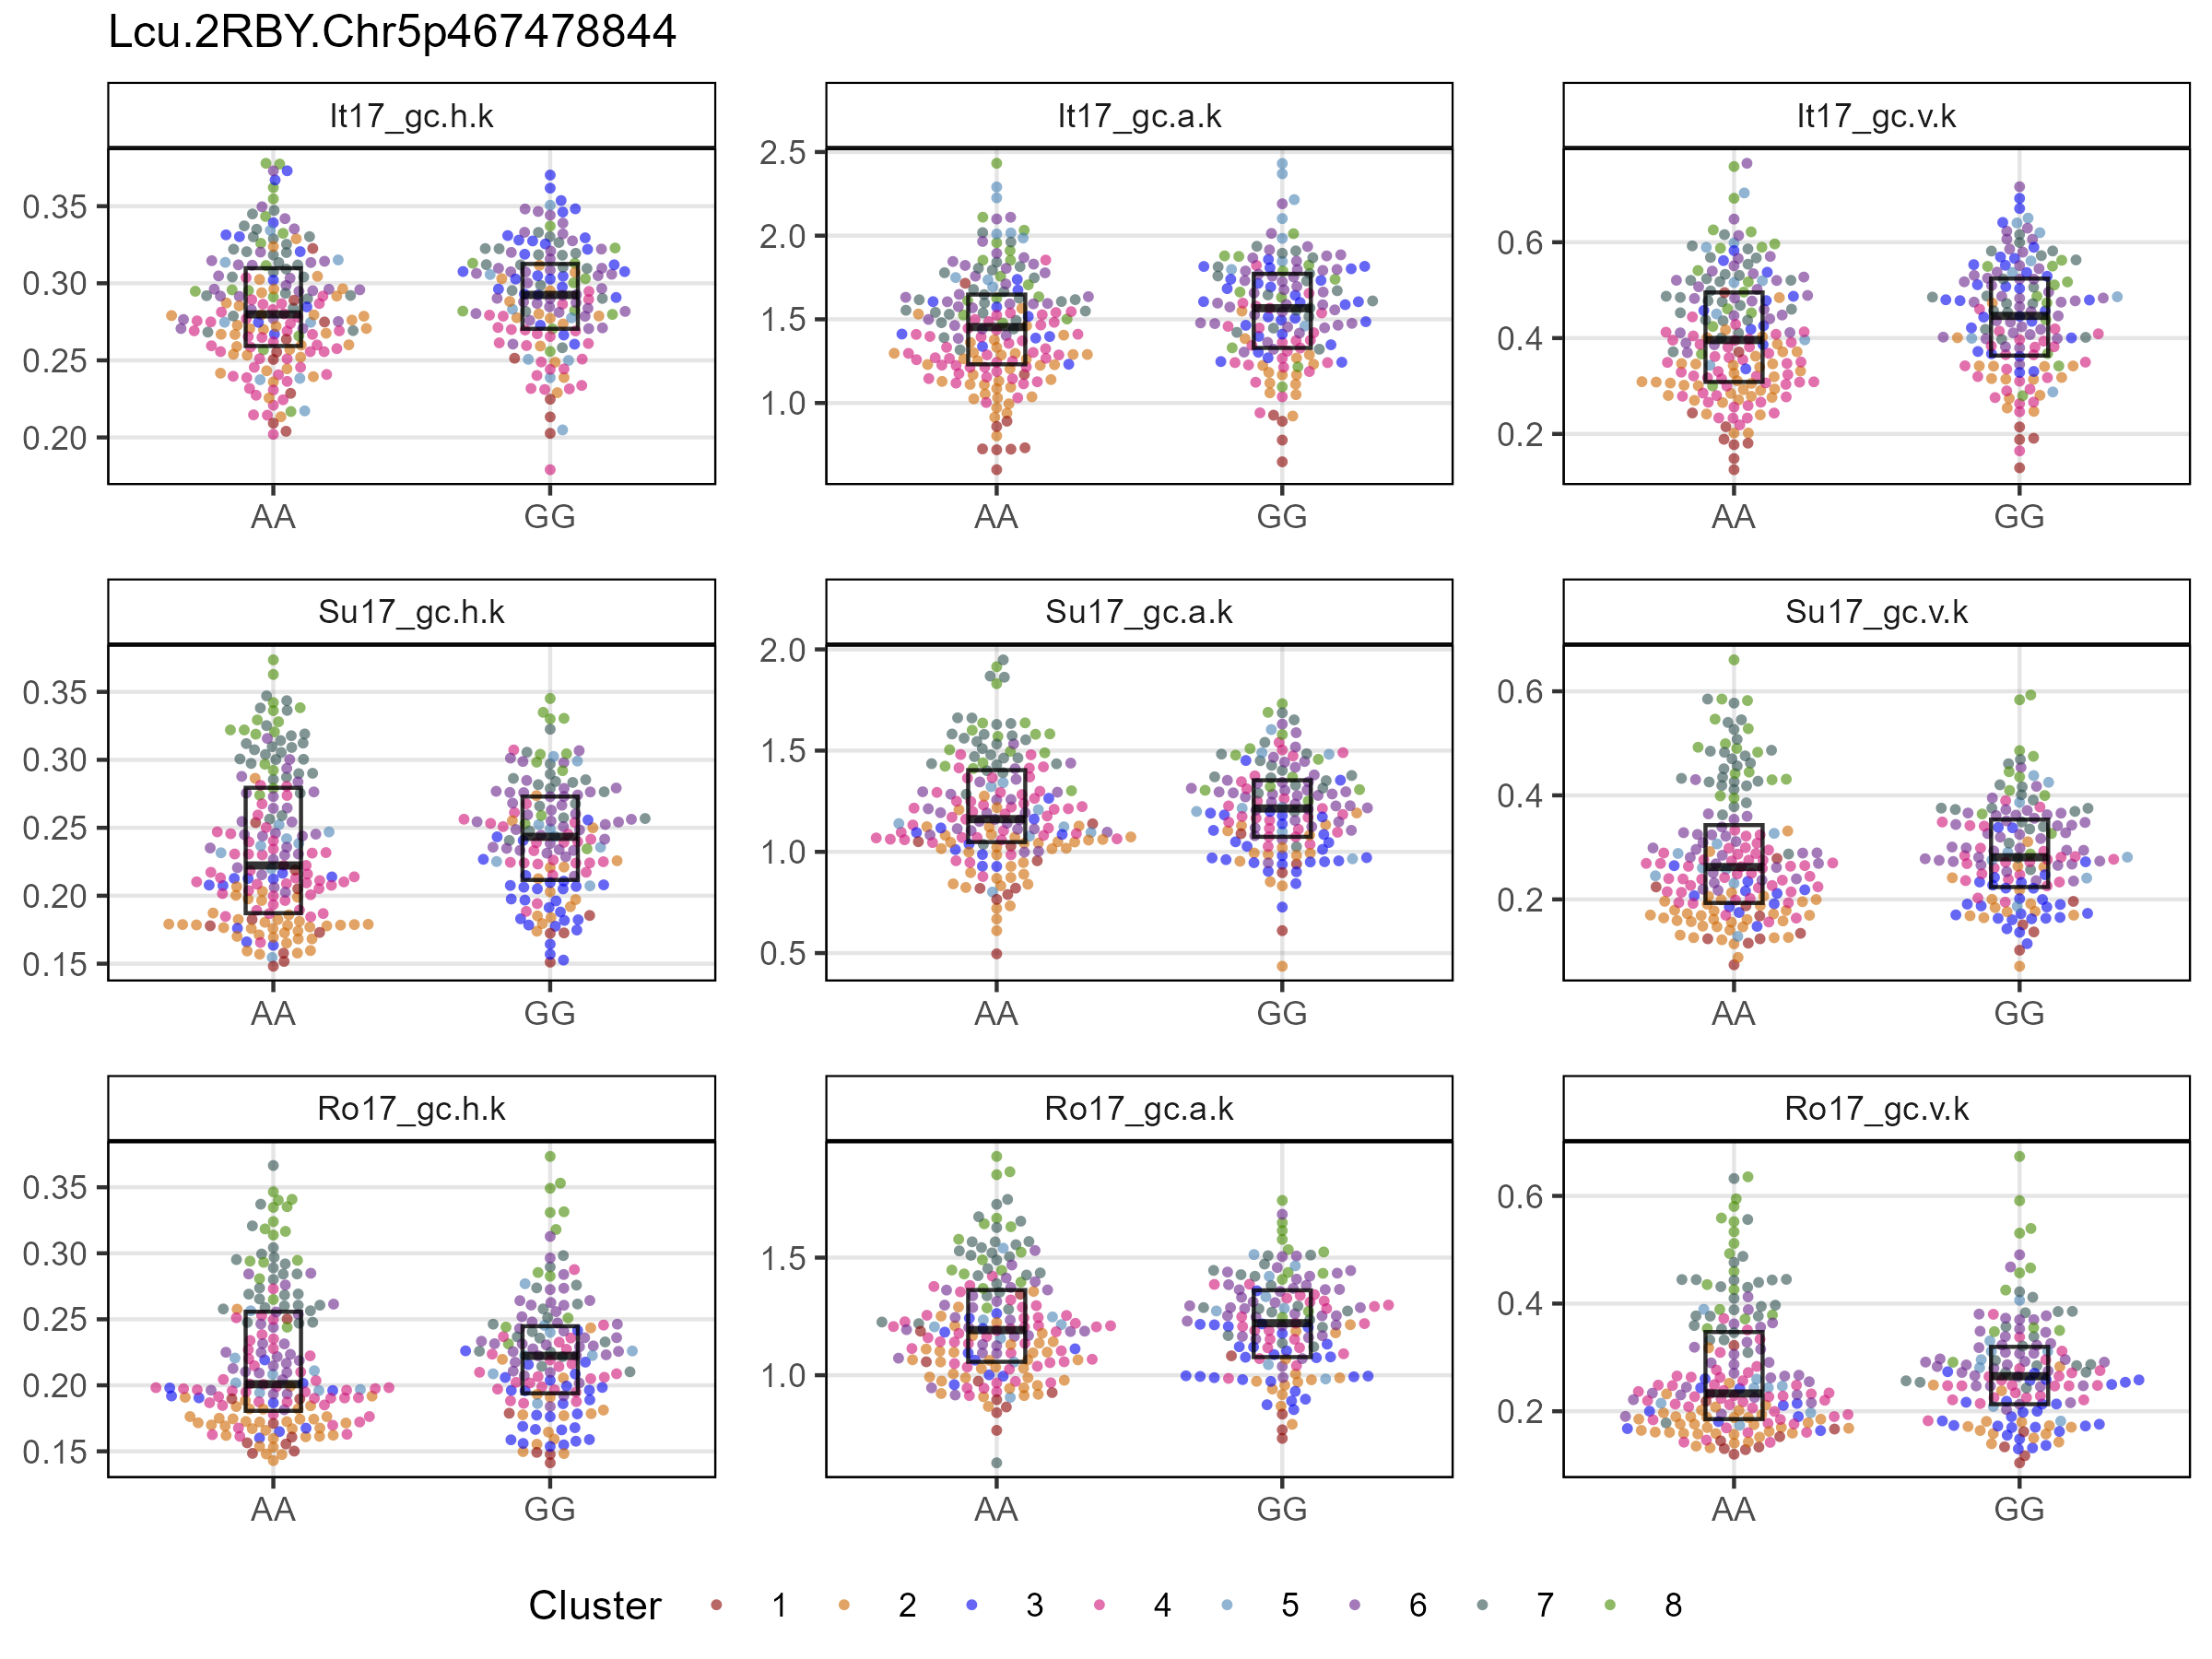 Lcu.2RBY.Chr5p467478844
It17_gc.h.k
It17_gc.a.k
It17_gc.v.k
0.35
0.30
0.25
0.20
2.5
2.0
1.5
1.0
0.6
0.4
0.2
AA
GG
AA
GG
AA
GG
Su17_gc.h.k
Su17_gc.a.k
Su17_gc.v.k
0.35
0.30
0.25
0.20
0.15
2.0
1.5
1.0
0.5
0.6
0.4
0.2
AA
GG
AA
GG
AA
GG
Ro17_gc.h.k
Ro17_gc.a.k
Ro17_gc.v.k
0.35
0.30
0.25
0.20
0.15
1.5
1.0
0.6
0.4
0.2
AA
GG
AA
GG
AA
GG
Cluster 1 2 3 4 5 6 7 8